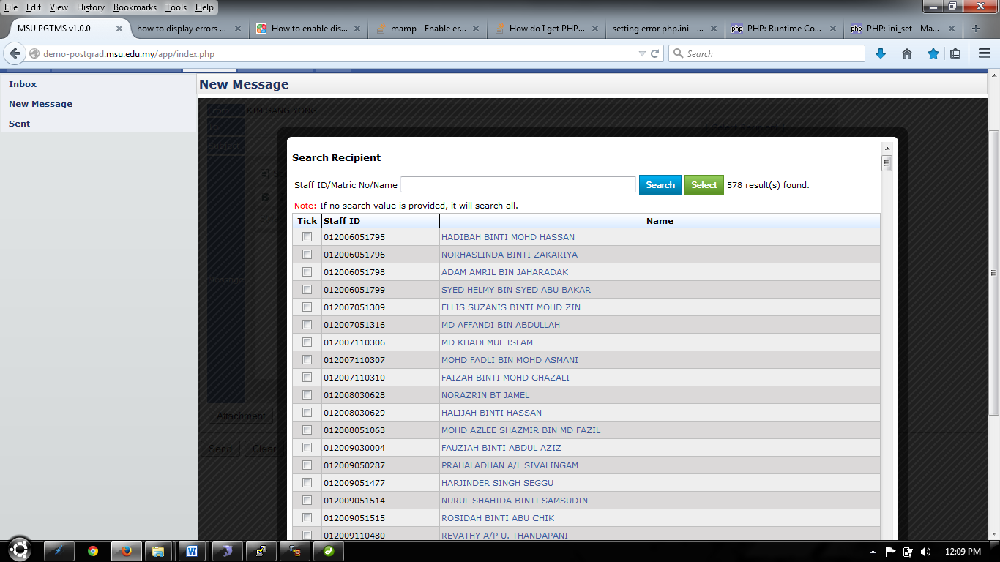 File Edit View History Bookmarks Tools Help
MSU PGTMS v1.0.0 how to display errors ... How to enable dis... mamp - Enable er... How do I get PHP... setting error php.ini - ... PHP: Runtime Co... PHP: ini_set - Ma...
demo-postgrad.msu.edu.my/app/index.php Search
Inbox
New Message
Sent
New Message
From KIM SANG YONG
To
Subject
Message
Attachment
Send Clear
Search Recipient
Staff ID/Matric No/Name Search Select 578 result(s) found.
Note: If no search value is provided, it will search all.
Tick Staff ID Name
012006051795 HADIBAH BINTI MOHD HASSAN
012006051796 NORHASLINDA BINTI ZAKARIYA
012006051798 ADAM AMRIL BIN JAHARADAK
012006051799 SYED HELMY BIN SYED ABU BAKAR
012007051309 ELLIS SUZANIS BINTI MOHD ZIN
012007051316 MD AFFANDI BIN ABDULLAH
012007110306 MD KHADEMUL ISLAM
012007110307 MOHD FADLI BIN MOHD ASMANI
012007110310 FAIZAH BINTI MOHD GHAZALI
012008030628 NORAZRIN BT JAMEL
012008030629 HALIJAH BINTI HASSAN
012008051063 MOHD AZLEE SHAZMIR BIN MD FAZIL
012009030004 FAUZIAH BINTI ABDUL AZIZ
012009050287 PRAHALADHAN A/L SIVALINGAM
012009051477 HARJINDER SINGH SEGGU
012009051514 NURUL SHAHIDA BINTI SAMSUDIN
012009051515 ROSIDAH BINTI ABU CHIK
012009110480 REVATHY A/P U. THANDAPANI
12:09 PM